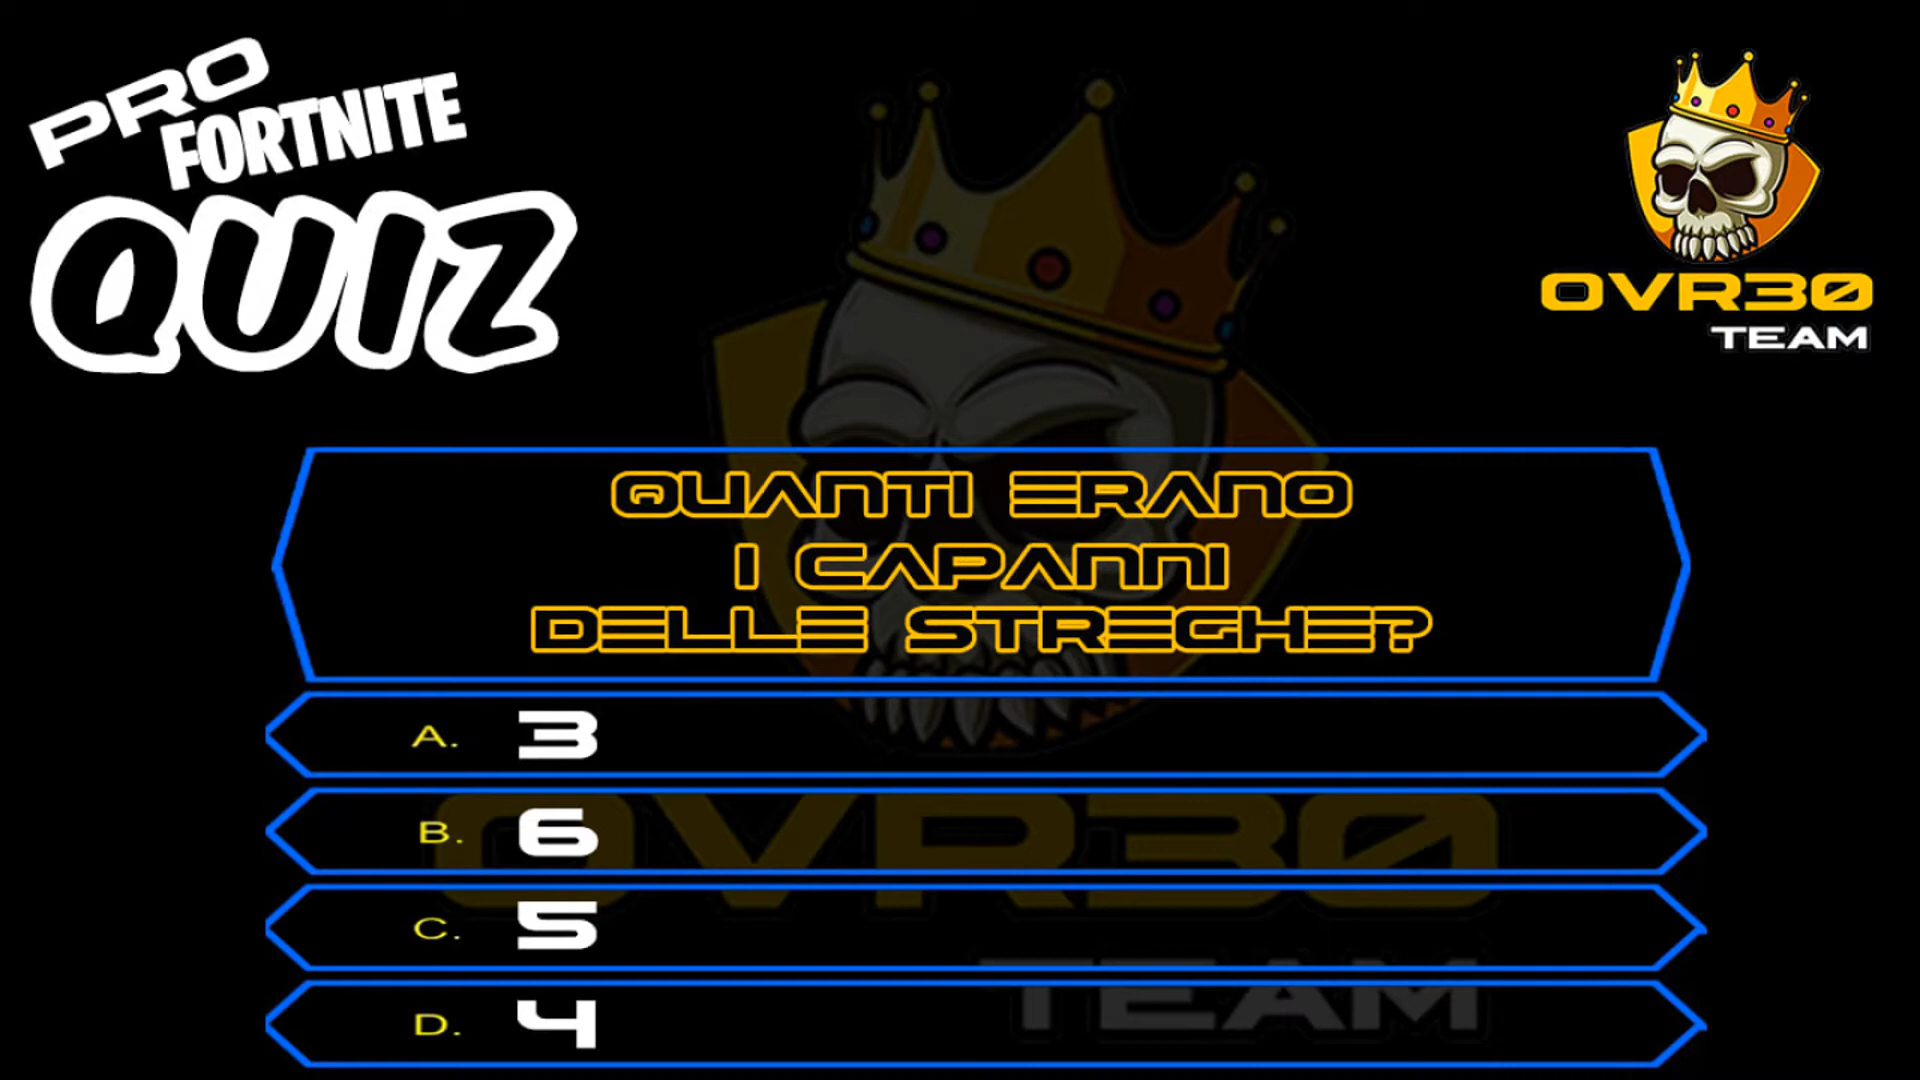 PRO
FORTNITE
QUIZ
OVR30
TEAM
QUANTI ERANO
I CAPANNI
DELLE STREGHE?
A. 3
B. 6
C. 5
D. 4
OVR30
TEAM